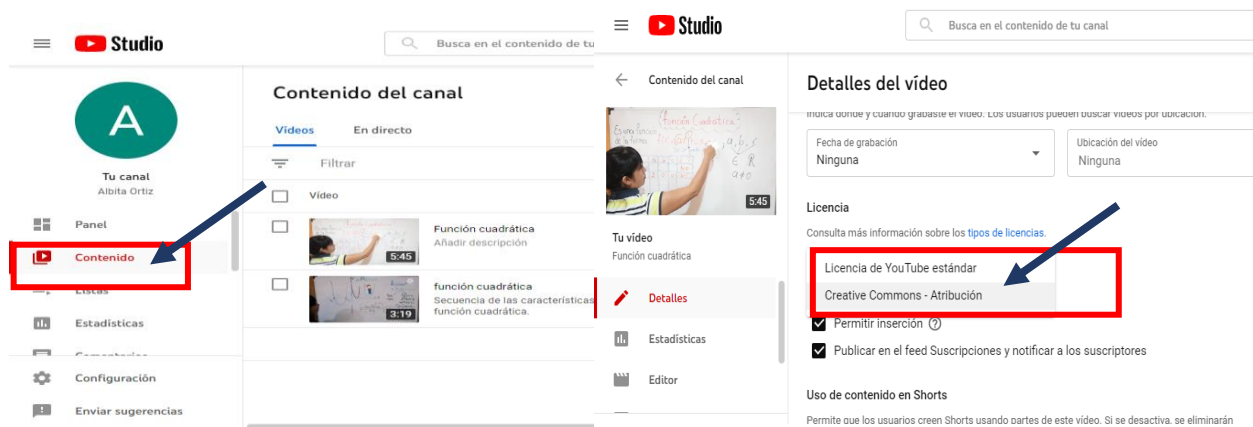 Studio
Busca en el contenido de tu
A
Tu canal
Albita Ortiz
Panel
Contenido
Listas
Estadísticas
Comentarios
Configuración
Enviar sugerencias
Contenido del canal
Vídeos En directo
Filtrar
Vídeo
5:45
Función cuadrática
Añadir descripción
3:19
función cuadrática
Secuencia de las características
función cuadrática.
Studio
Busca en el contenido de tu canal
Contenido del canal
Función Cuadrática
a, b, c
∈ R
a≠0
5:45
Tu vídeo
Función cuadrática
Detalles
Estadísticas
Editor
Detalles del vídeo
Indica dónde y cuándo grabaste el vídeo. Los usuarios pueden buscar vídeos por ubicación.
Fecha de grabación
Ninguna
Ubicación del vídeo
Ninguna
Licencia
Consulta más información sobre los tipos de licencias.
Licencia de YouTube estándar
Creative Commons - Atribución
Permitir inserción
Publicar en el feed Suscripciones y notificar a los suscriptores
Uso de contenido en Shorts
Permite que los usuarios creen Shorts usando partes de este vídeo. Si se desactiva, se eliminarán